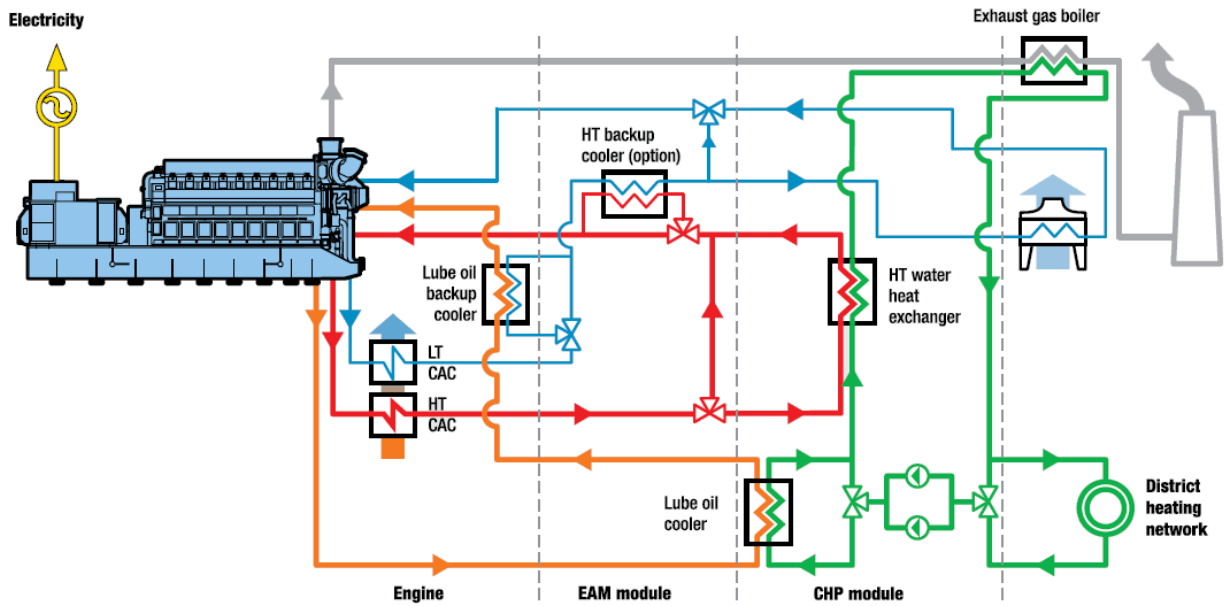 Electricity
Exhaust gas boiler
HT backup
cooler (option)
Lube oil
backup
cooler
HT water
heat
exchanger
LT
CAC
HT
CAC
Lube oil
cooler
District
heating
network
Engine
EAM module
CHP module